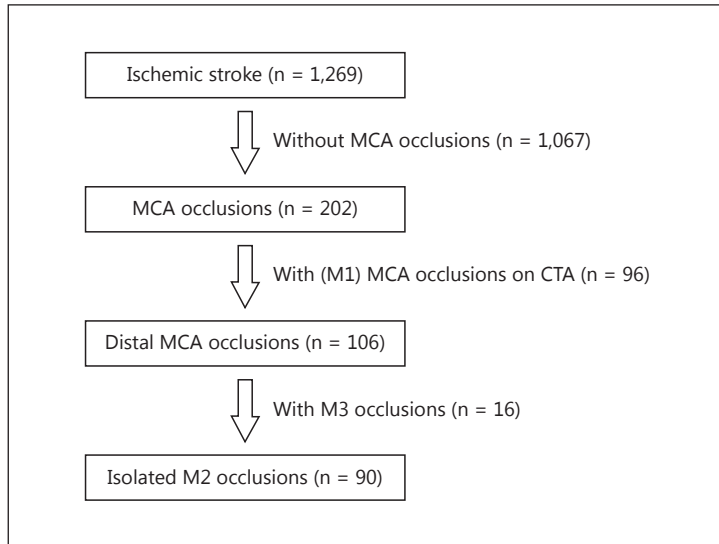 Ischemic stroke (n = 1,269)
Without MCA occlusions (n = 1,067)
MCA occlusions (n = 202)
With (M1) MCA occlusions on CTA (n = 96)
Distal MCA occlusions (n = 106)
With M3 occlusions (n = 16)
Isolated M2 occlusions (n = 90)